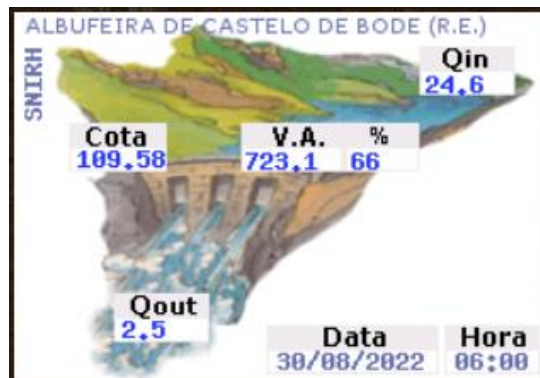 ALBUFEIRA DE CASTELO DE BODE (R.E.)
SNIRH
Qin
24.6
Cota
109.58
V.A. %
723.1 66
Qout
2.5
Data Hora
30/08/2022 06:00